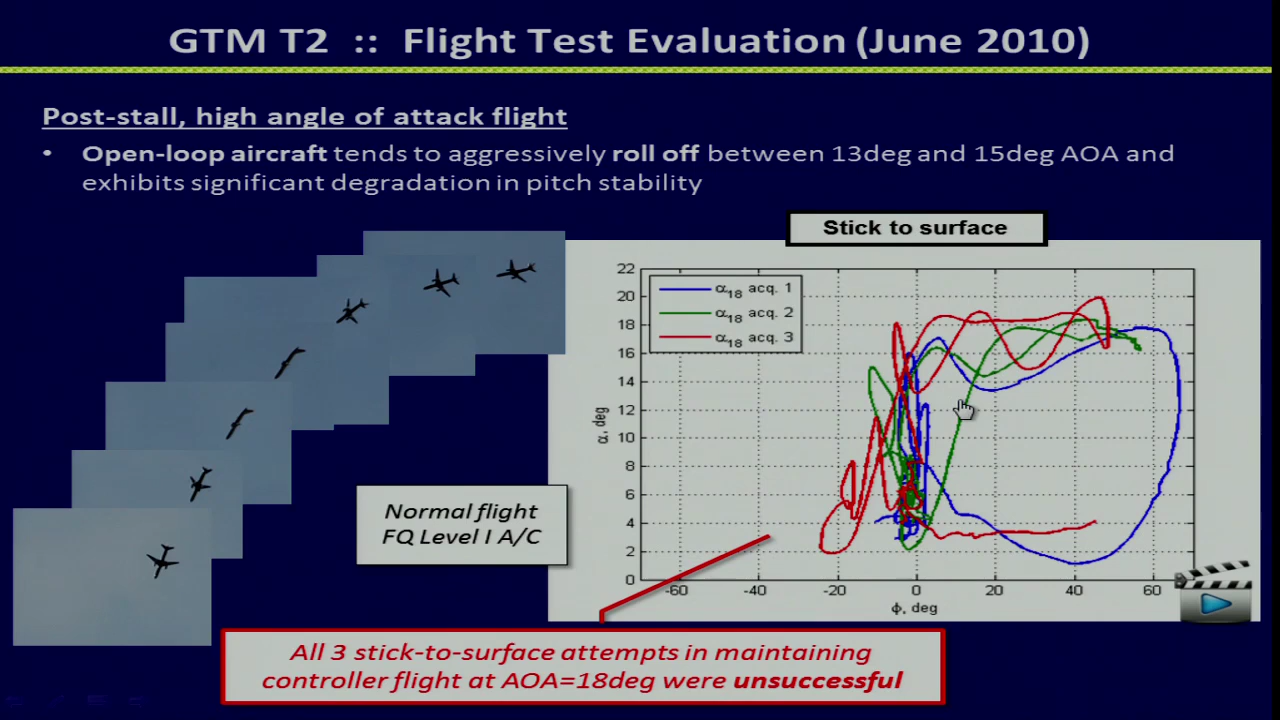 GTM T2 :: Flight Test Evaluation (June 2010)
Post-stall, high angle of attack flight
• Open-loop aircraft tends to aggressively roll off between 13deg and 15deg AOA and
exhibits significant degradation in pitch stability
Stick to surface
α18 acq. 1
α18 acq. 2
α18 acq. 3
22
20
18
16
14
12
10
8
6
4
2
0
α, deg
-60 -40 -20 0 20 40 60
ϕ, deg
Normal flight
FQ Level I A/C
All 3 stick-to-surface attempts in maintaining
controller flight at AOA=18deg were unsuccessful